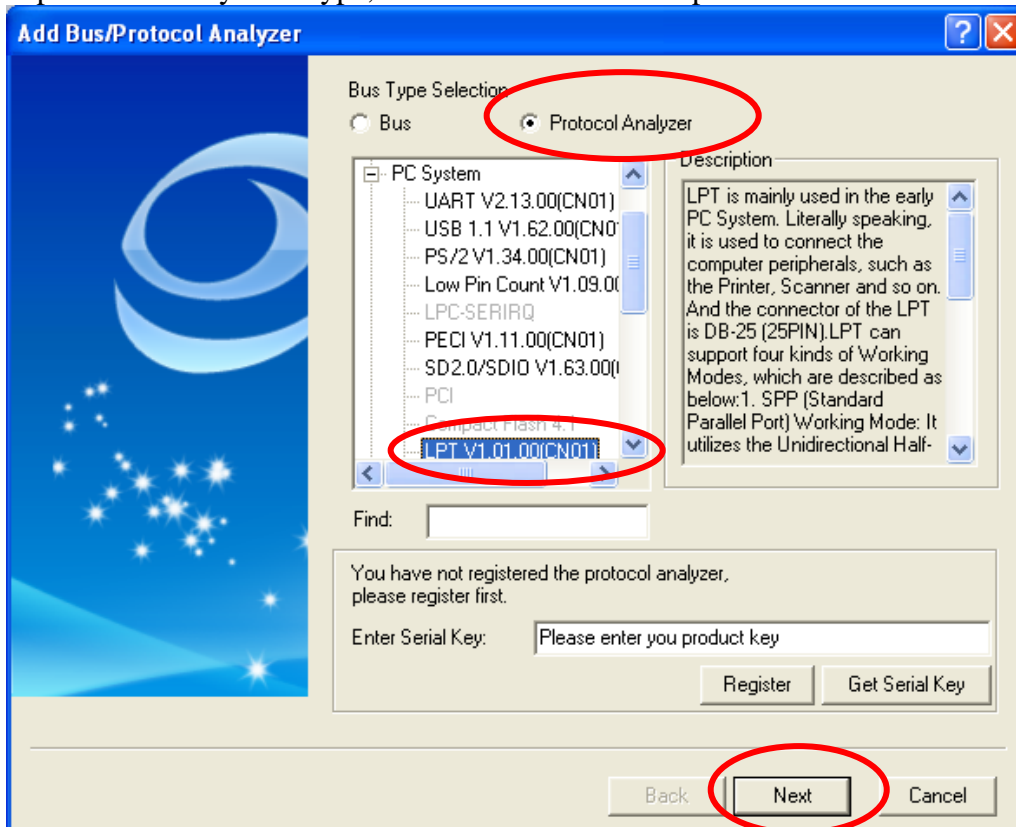 Add Bus/Protocol Analyzer
Bus Type Selection
Bus
Protocol Analyzer
PC System
UART V2.13.00(CN01)
USB 1.1 V1.62.00(CN0
PS/2 V1.34.00(CN01)
Low Pin Count V1.09.00
LPC-SERIRQ
PECI V1.11.00(CN01)
SD2.0/SDIO V1.63.00(
PCI
Compact Flash 4.1
LPT V1.01.00(CN01)
Description
LPT is mainly used in the early
PC System. Literally speaking,
it is used to connect the
computer peripherals, such as
the Printer, Scanner and so on.
And the connector of the LPT
is DB-25 (25PIN).LPT can
support four kinds of Working
Modes, which are described as
below:1. SPP (Standard
Parallel Port) Working Mode: It
utilizes the Unidirectional Half-
Find:
You have not registered the protocol analyzer,
please register first.
Enter Serial Key:
Please enter you product key
Register
Get Serial Key
Back
Next
Cancel